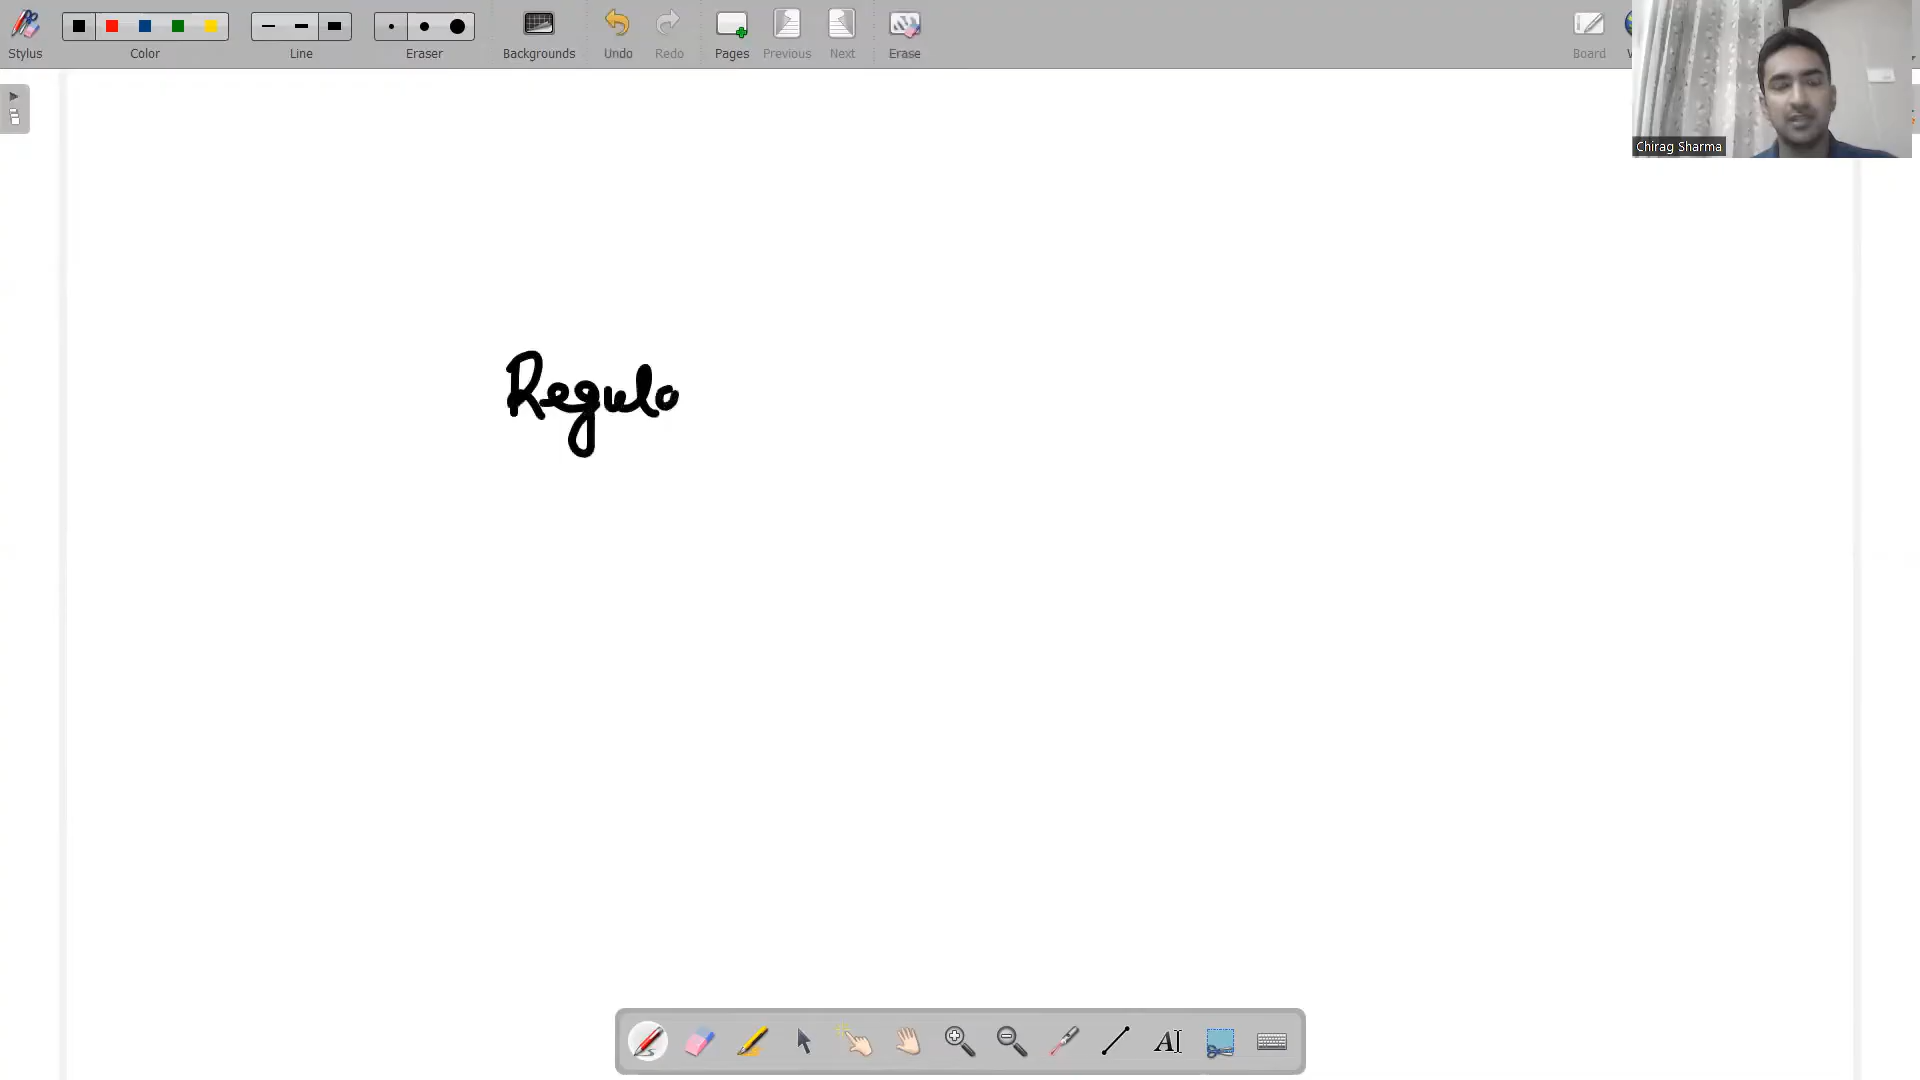 Stylus Color Line Eraser Backgrounds Undo Redo Pages Previous Next Erase Board
Chirag Sharma
Regulo